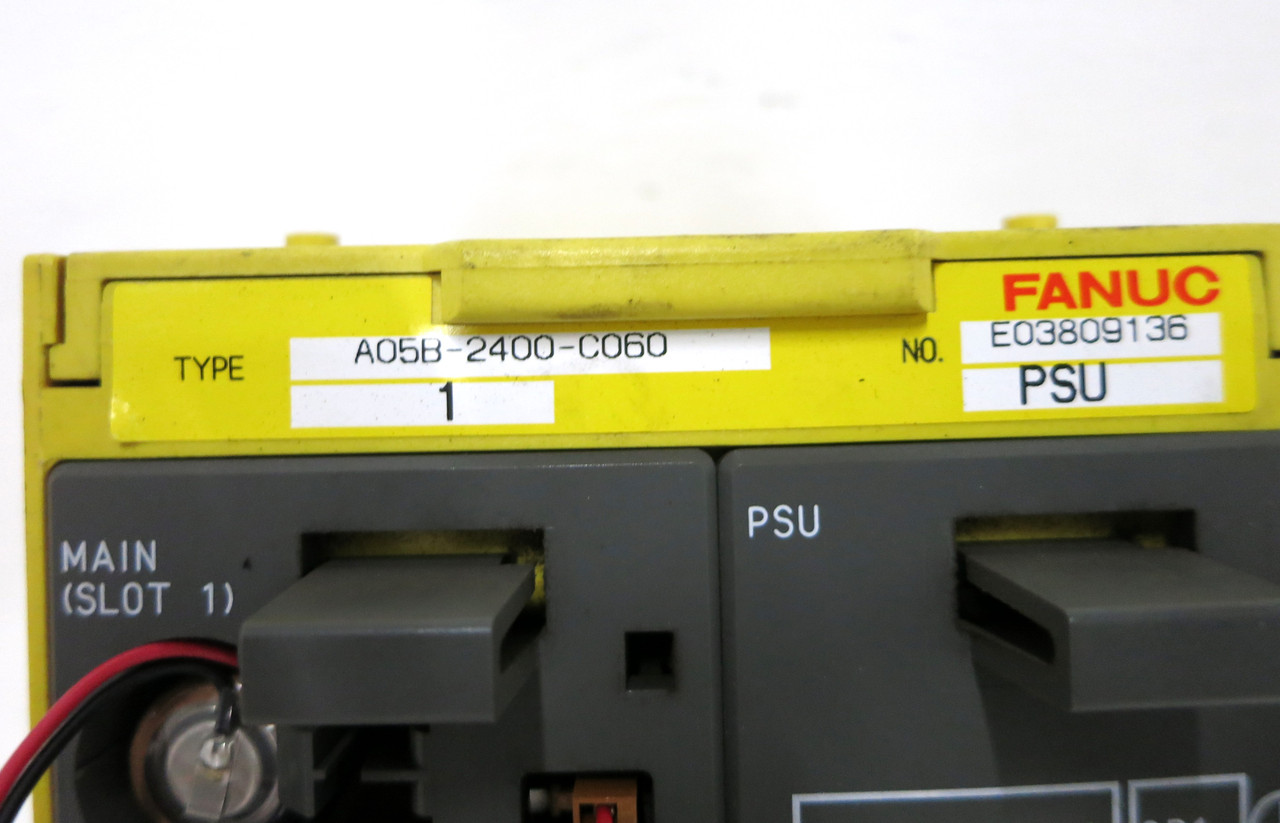 FANUC
TYPE A05B-2400-C060 NO. E03809136
1 PSU
MAIN
(SLOT 1)
PSU